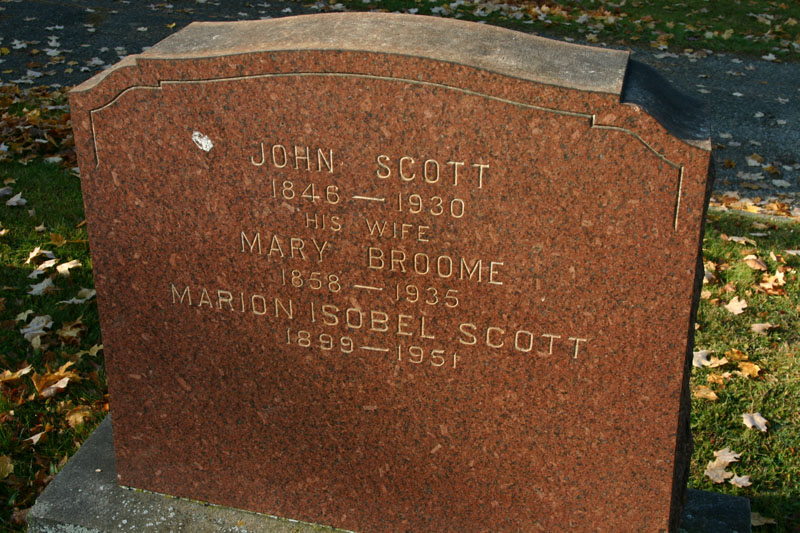 JOHN SCOTT
1846 — 1930
HIS WIFE
MARY BROOME
1858 — 1935
MARION ISOBEL SCOTT
1899 — 1951